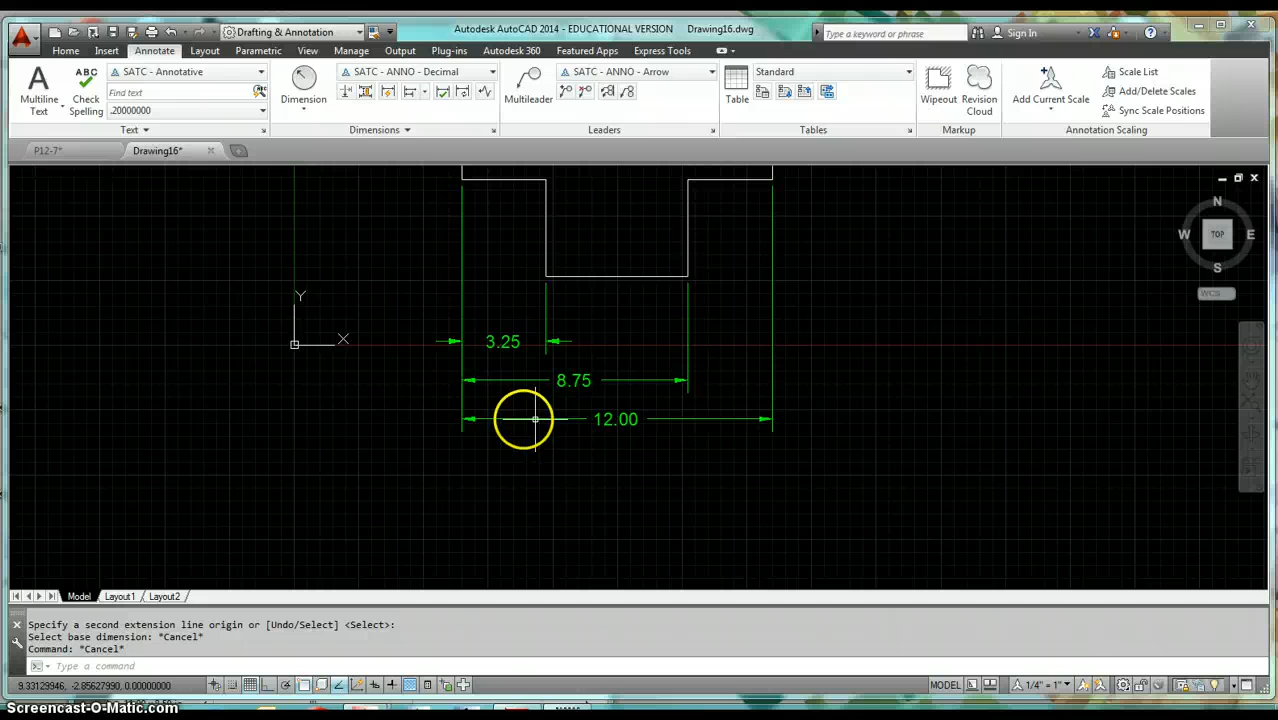 Drafting & Annotation
Autodesk AutoCAD 2014 - EDUCATIONAL VERSION Drawing16.dwg
Type a keyword or phrase
Sign In
Home Insert Annotate Layout Parametric View Manage Output Plug-ins Autodesk 360 Featured Apps Express Tools
A ABC SATC - Annotative
Find text
.20000000
Multiline Text
Check Spelling
Text
Dimension
SATC - ANNO - Decimal
Dimensions
Multileader
SATC - ANNO - Arrow
Leaders
Table
Standard
Tables
Wipeout
Revision Cloud
Markup
Add Current Scale
Scale List
Add/Delete Scales
Sync Scale Positions
Annotation Scaling
P12-7*
Drawing16*
N
W TOP E
S
WCS
Y
X
3.25
8.75
12.00
Model Layout1 Layout2
Specify a second extension line origin or [Undo/Select] <Select>:
Select base dimension: *Cancel*
Command: *Cancel*
Type a command
9.33129946, -2.85627990, 0.00000000
MODEL
1/4" = 1"
Screencast-O-Matic.com